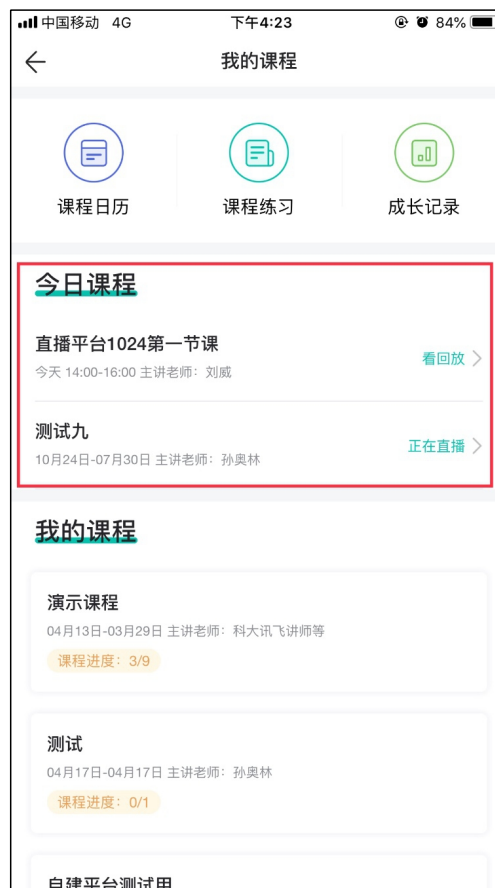 中国移动 4G 下午4:23 84%
我的课程
课程日历 课程练习 成长记录
今日课程
直播平台1024第一节课
今天 14:00-16:00 主讲老师：刘威
看回放
测试九
10月24日-07月30日 主讲老师：孙奥林
正在直播
我的课程
演示课程
04月13日-03月29日 主讲老师：科大讯飞讲师等
课程进度：3/9
测试
04月17日-04月17日 主讲老师：孙奥林
课程进度：0/1
自建平台测试用